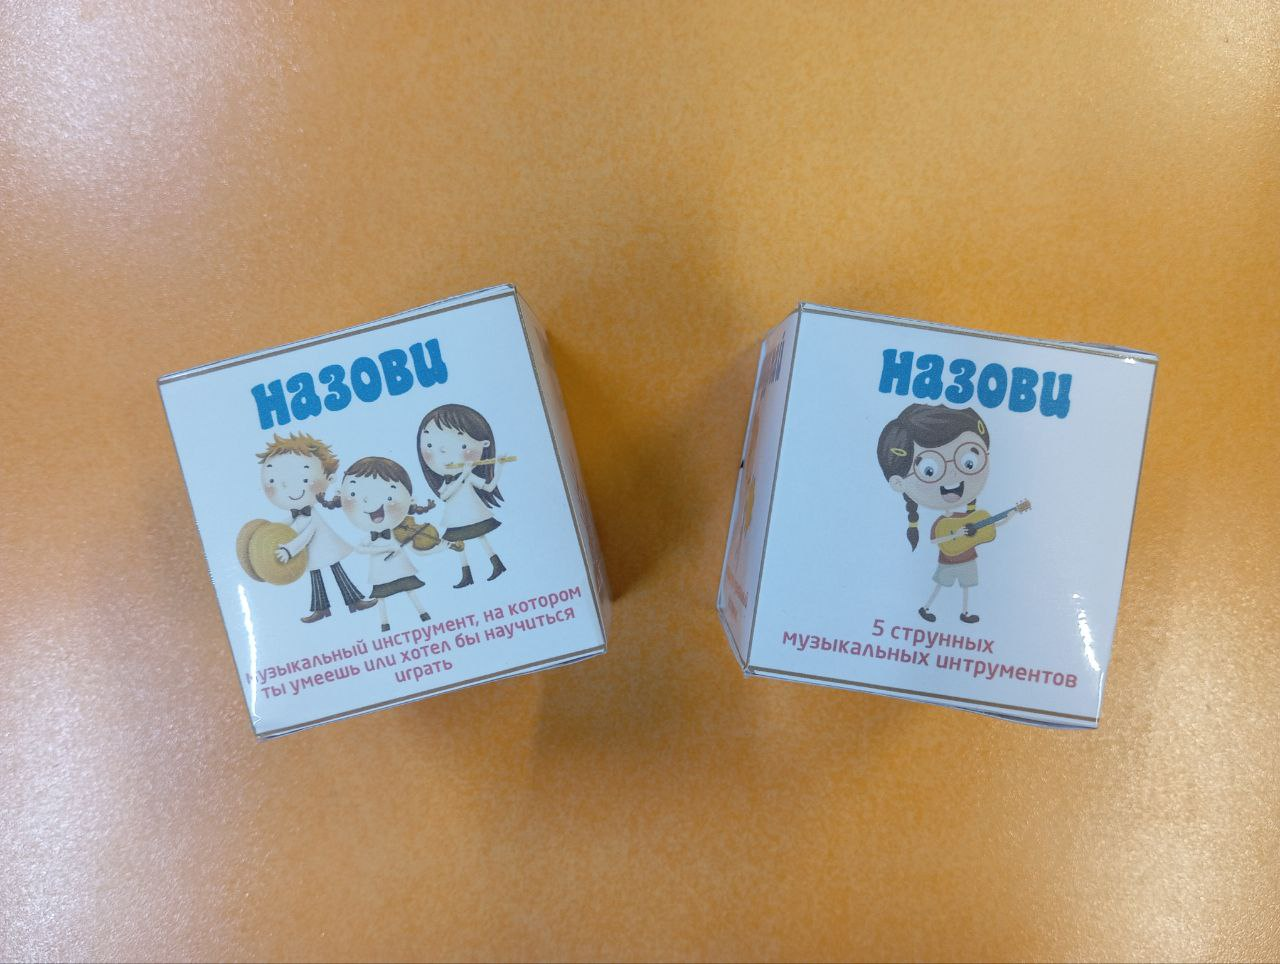 назови
музыкальный инструмент, на котором
ты умеешь или хотел бы научиться
играть
назови
5 струнных
музыкальных интрументов